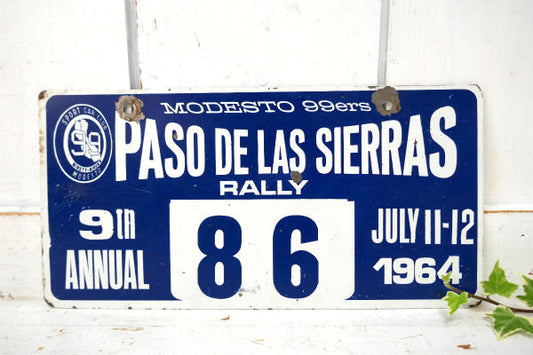 MODESTO 99ers
PASO DE LAS SIERRAS
RALLY
9TH
ANNUAL
86
JULY 11-12
1964
SPORT CAR CLUB
99
MODESTO